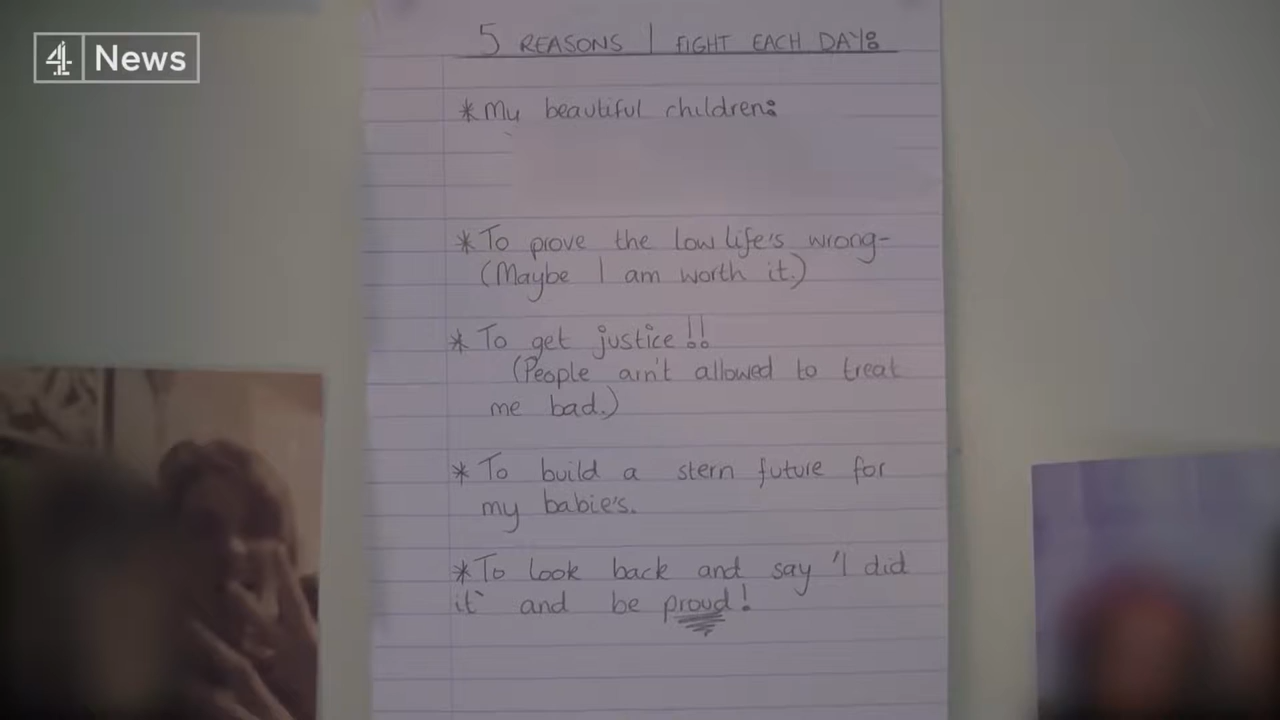 4 News
5 REASONS I FIGHT EACH DAY:
* My beautiful children:
* To prove the low life's wrong-
(Maybe I am worth it.)
* To get justice!!
(People ain't allowed to treat
me bad.)
* To build a stern future for
my babie's.
* To look back and say 'I did
it' and be proud!